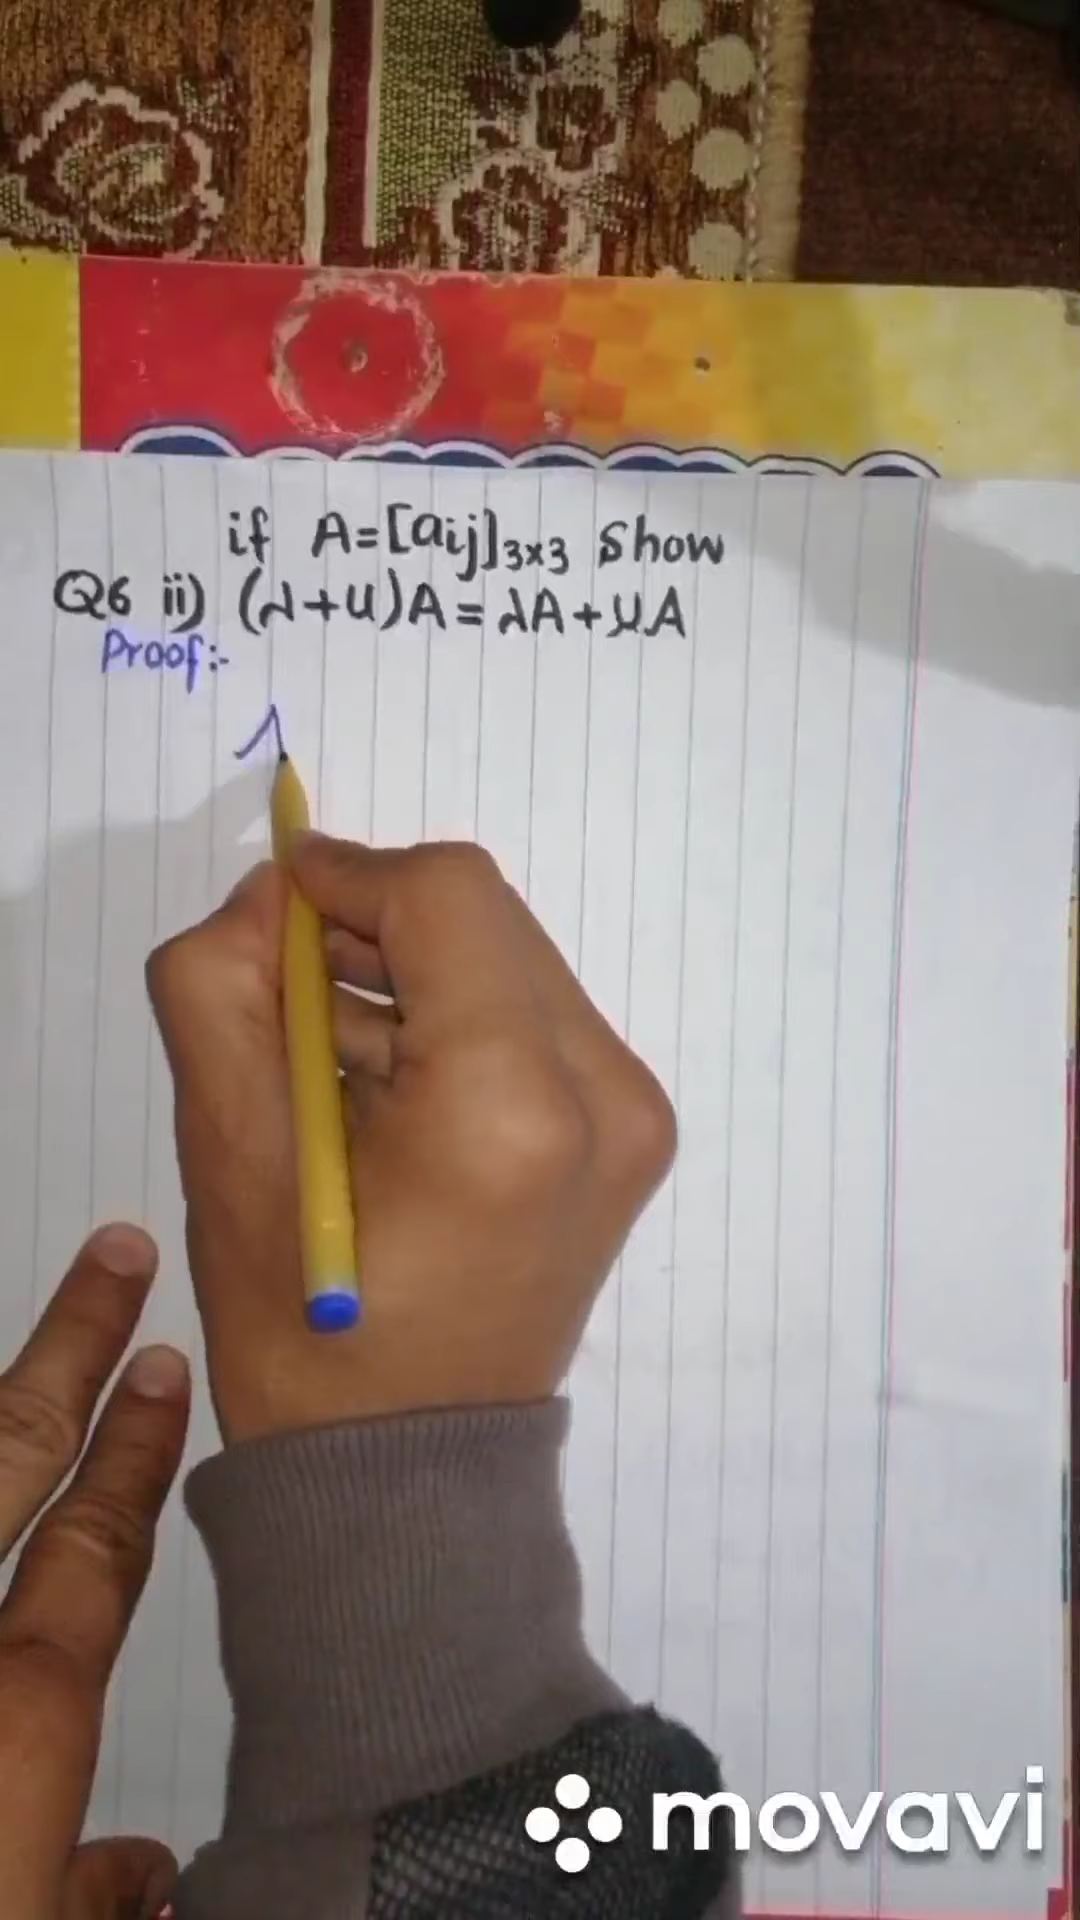 if A=[aij]3x3 show
Q6 ii) (λ+u)A = λA+μA
Proof:-
movavi